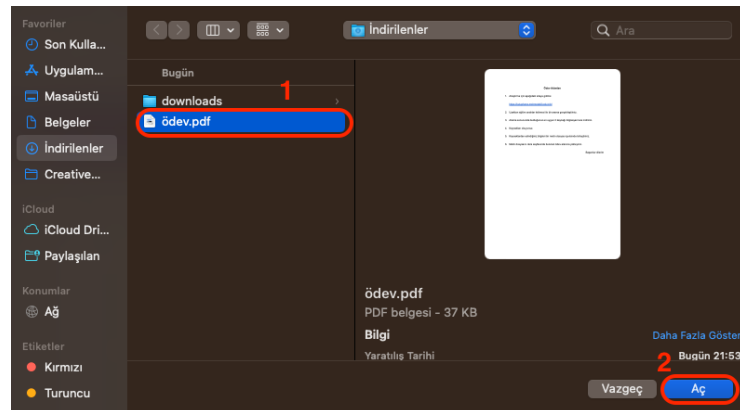 Favoriler
Son Kulla...
Uygulam...
Masaüstü
Belgeler
İndirilenler
Creative...
iCloud
iCloud Dri...
Paylaşılan
Konumlar
Ağ
Etiketler
Kırmızı
Turuncu
İndirilenler
Ara
Bugün
1
downloads
ödev.pdf
ödev.pdf
PDF belgesi - 37 KB
Bilgi
Daha Fazla Göster
Yaratılış Tarihi
Bugün 21:53
2
Vazgeç
Aç